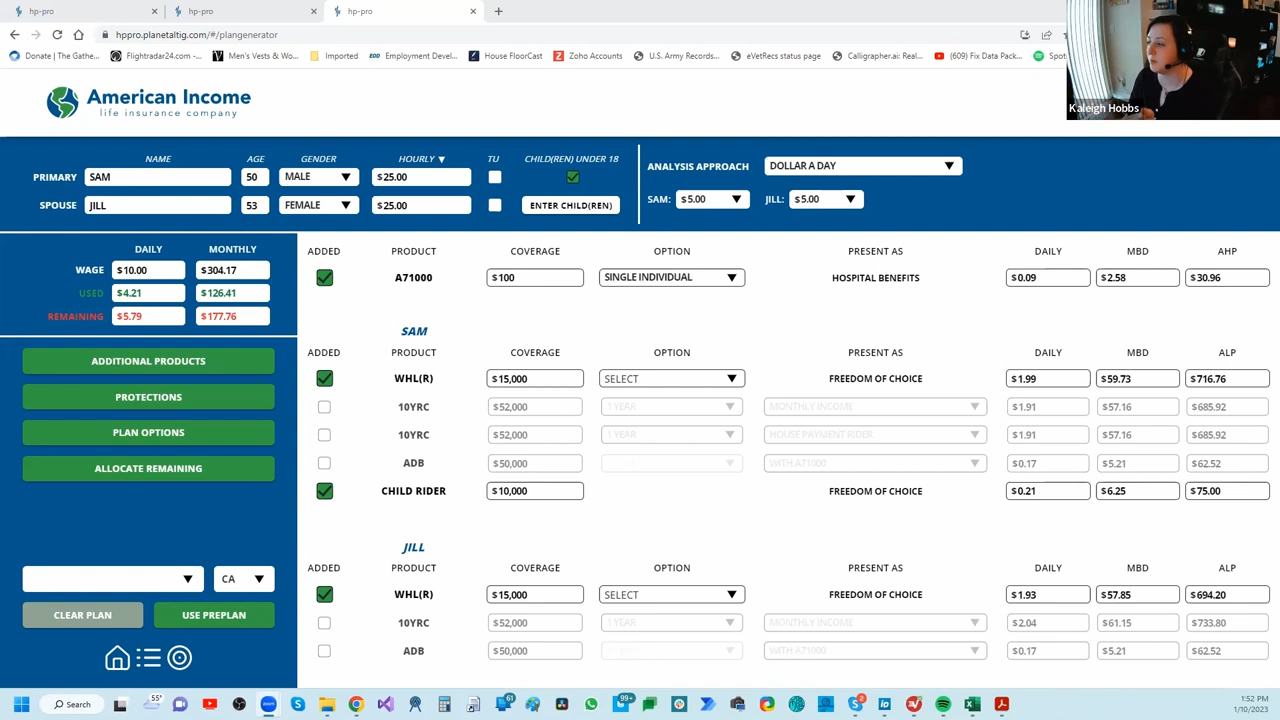 hp-pro
hp-pro
hp-pro
hppro.planetaltig.com/#/plangenerator
Donate | The Gathe...
Flightradar24.com -...
Men's Vests & Wo...
Imported
EDD Employment Deve...
House FloorCast
Zoho Accounts
U.S. Army Records...
eVetRecs status page
Calligrapher.ai: Real...
(609) Fix Data Pack...
Spot
Kaleigh Hobbs
American Income
life insurance company
NAME AGE GENDER HOURLY ▼ TU CHILD(REN) UNDER 18
PRIMARY SAM 50 MALE $25.00
SPOUSE JILL 53 FEMALE $25.00 ENTER CHILD(REN)
ANALYSIS APPROACH DOLLAR A DAY
SAM: $5.00 JILL: $5.00
DAILY MONTHLY
WAGE $10.00 $304.17
USED $4.21 $126.41
REMAINING $5.79 $177.76
ADDITIONAL PRODUCTS
PROTECTIONS
PLAN OPTIONS
ALLOCATE REMAINING
CA
CLEAR PLAN USE PREPLAN
ADDED PRODUCT COVERAGE OPTION PRESENT AS DAILY MBD AHP
A71000 $100 SINGLE INDIVIDUAL HOSPITAL BENEFITS $0.09 $2.58 $30.96
SAM
ADDED PRODUCT COVERAGE OPTION PRESENT AS DAILY MBD ALP
WHL(R) $15,000 SELECT FREEDOM OF CHOICE $1.99 $59.73 $716.76
10YRC $52,000 1 YEAR MONTHLY INCOME $1.91 $57.16 $685.92
10YRC $52,000 1 YEAR HOUSE PAYMENT RIDER $1.91 $57.16 $685.92
ADB $50,000 WITH A71000 $0.17 $5.21 $62.52
CHILD RIDER $10,000 FREEDOM OF CHOICE $0.21 $6.25 $75.00
JILL
ADDED PRODUCT COVERAGE OPTION PRESENT AS DAILY MBD ALP
WHL(R) $15,000 SELECT FREEDOM OF CHOICE $1.93 $57.85 $694.20
10YRC $52,000 1 YEAR MONTHLY INCOME $2.04 $61.15 $733.80
ADB $50,000 WITH A71000 $0.17 $5.21 $62.52
Search
55°
61
99+
2
1:52 PM
1/10/2023